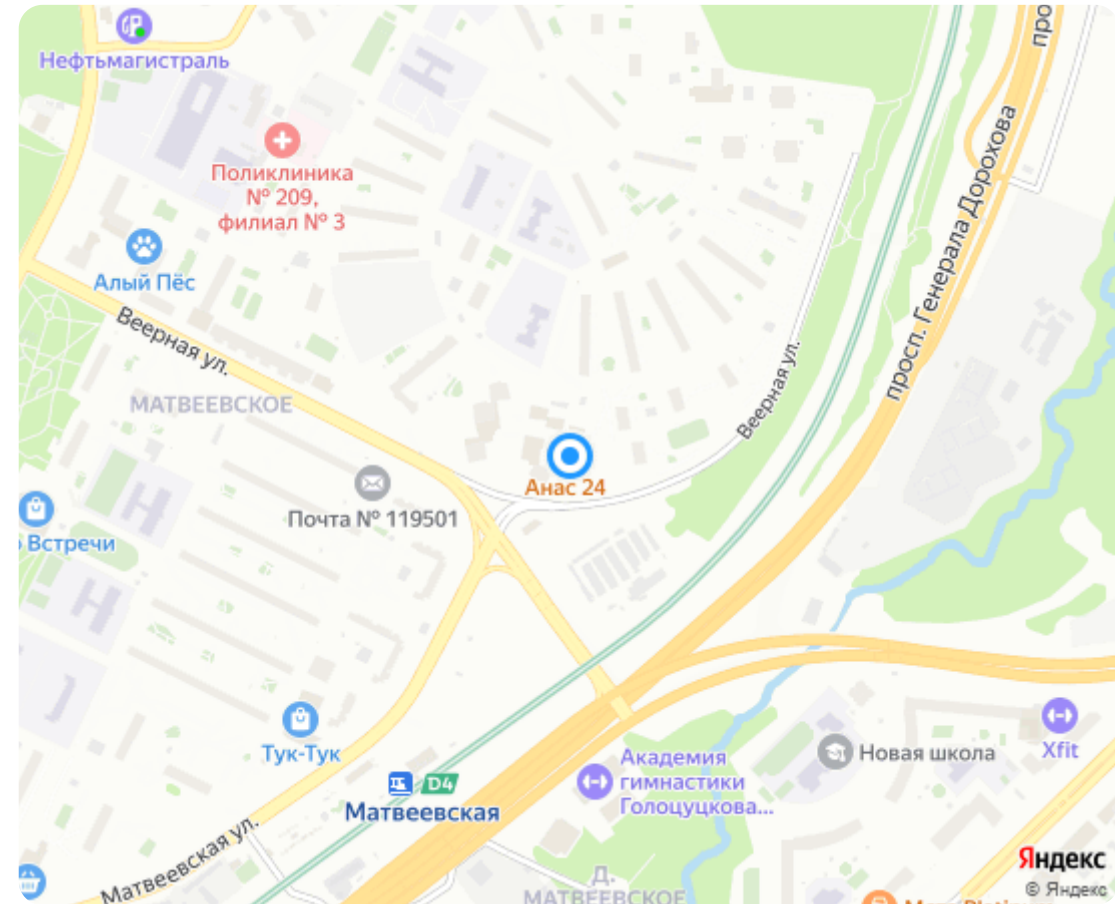 Нефтьмагистраль
Поликлиника
№ 209,
филиал № 3
Алый Пёс
Веерная ул.
МАТВЕЕВСКОЕ
Почта № 119501
Анас 24
Веерная ул.
просп. Генерала Дорохова
Встречи
Тук-Тук
D4
Матвеевская
Матвеевская ул.
Академия
гимнастики
Голоцуцкова...
Новая школа
Xfit
Д.
МАТВЕЕВСКОЕ
Яндекс
© Яндекс